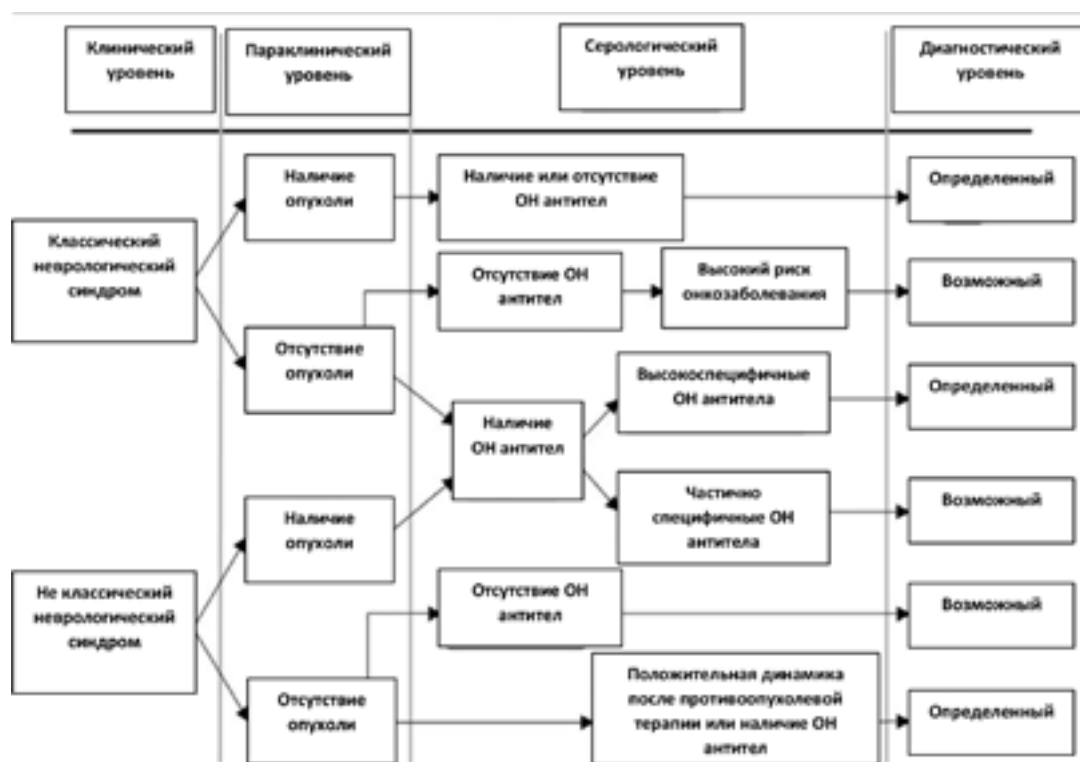 Клинический
уровень
Параклинический
уровень
Серологический
уровень
Диагностический
уровень
Классический
неврологический
синдром
Наличие
опухоли
Наличие или отсутствие
ОН антител
Определенный
Отсутствие
опухоли
Отсутствие ОН
антител
Высокий риск
онкозаболевания
Возможный
Наличие
ОН антител
Высокоспецифичные
ОН антитела
Определенный
Частично
специфичные ОН
антитела
Возможный
Не классический
неврологический
синдром
Наличие
опухоли
Отсутствие ОН
антител
Возможный
Отсутствие
опухоли
Положительная динамика
после противоопухолевой
терапии или наличие ОН
антител
Определенный